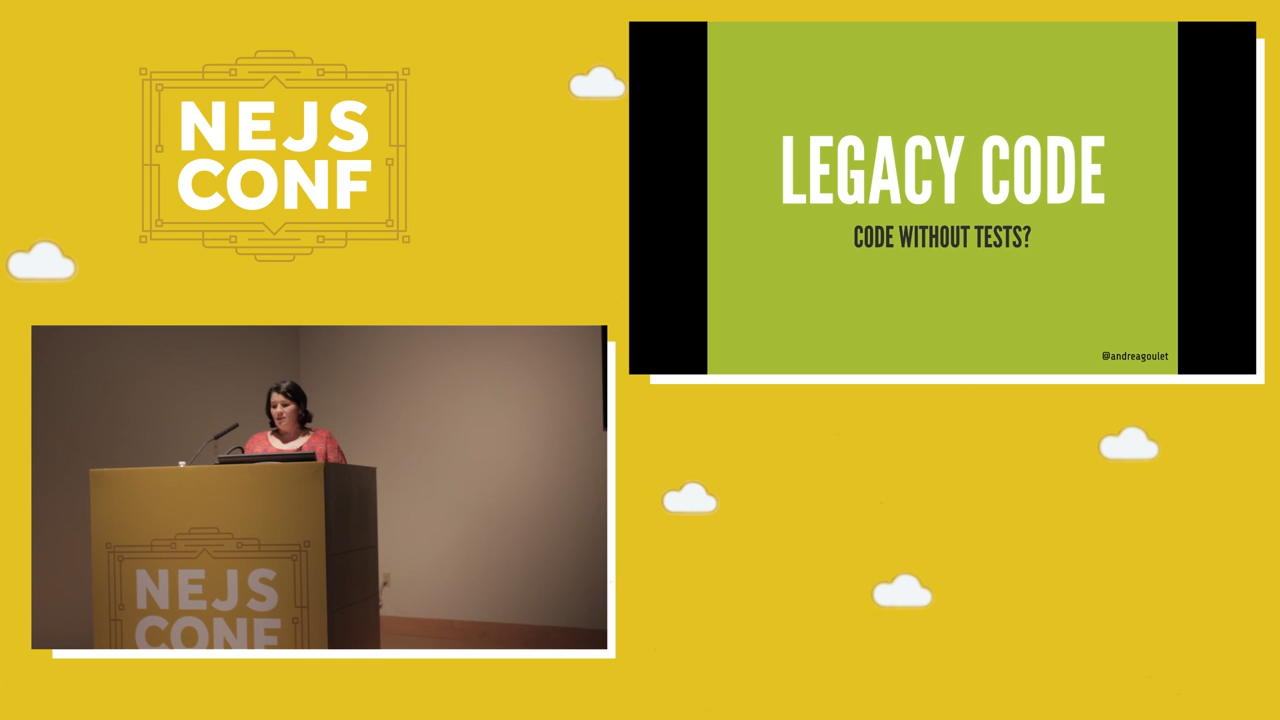 NEJS
CONF
LEGACY CODE
CODE WITHOUT TESTS?
@andreagoulet
NEJS
CONF